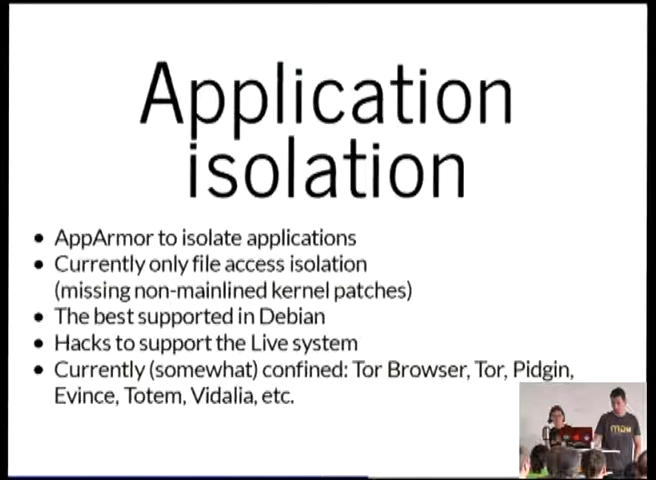 Application
isolation
AppArmor to isolate applications
Currently only file access isolation
(missing non-mainlined kernel patches)
The best supported in Debian
Hacks to support the Live system
Currently (somewhat) confined: Tor Browser, Tor, Pidgin,
Evince, Totem, Vidalia, etc.